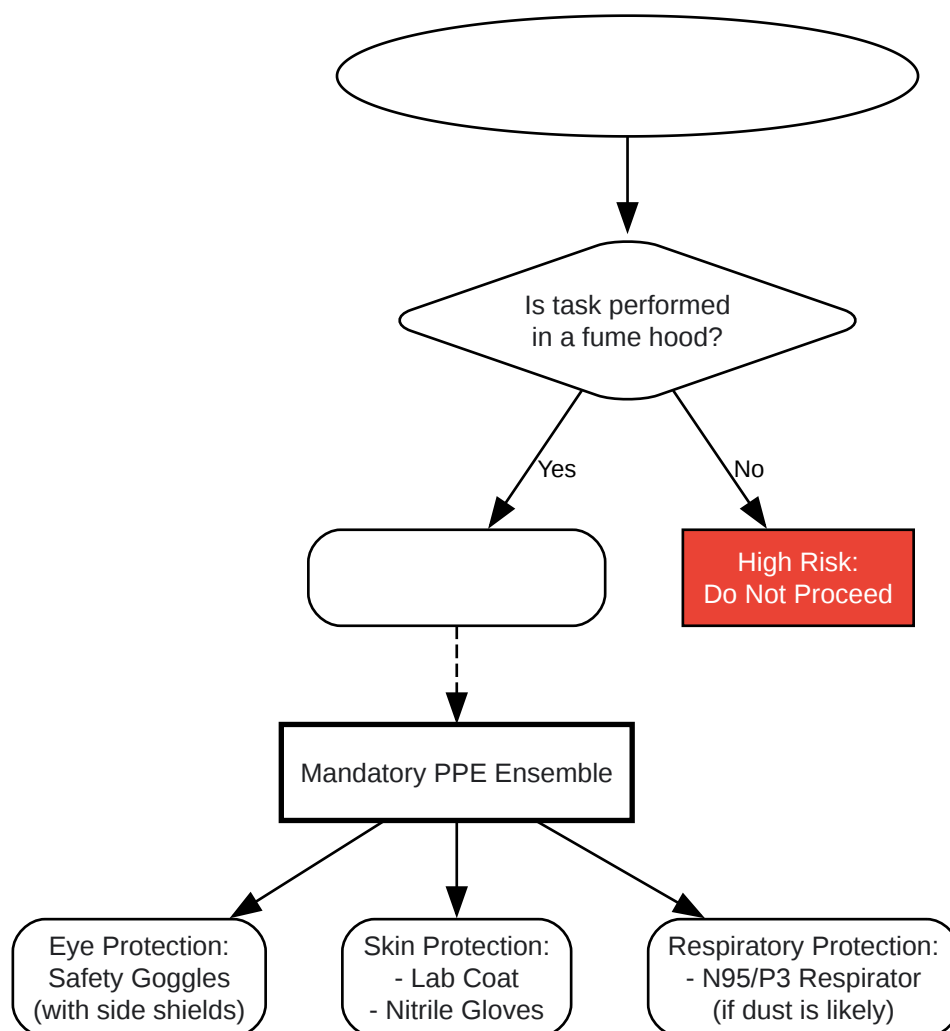 Is task performed
in a fume hood?
Yes
No
High Risk:
Do Not Proceed
Mandatory PPE Ensemble
Eye Protection:
Safety Goggles
(with side shields)
Skin Protection:
- Lab Coat
- Nitrile Gloves
Respiratory Protection:
- N95/P3 Respirator
(if dust is likely)